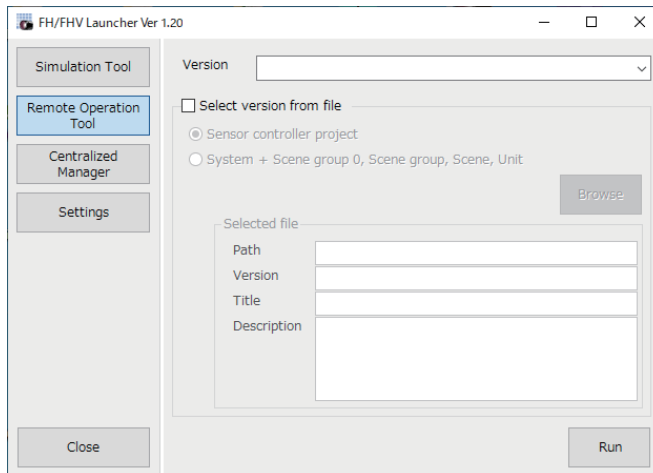 FH/FHV Launcher Ver 1.20
Simulation Tool
Remote Operation
Tool
Centralized
Manager
Settings
Close
Version
Select version from file
Sensor controller project
System + Scene group 0, Scene group, Scene, Unit
Browse
Selected file
Path
Version
Title
Description
Run